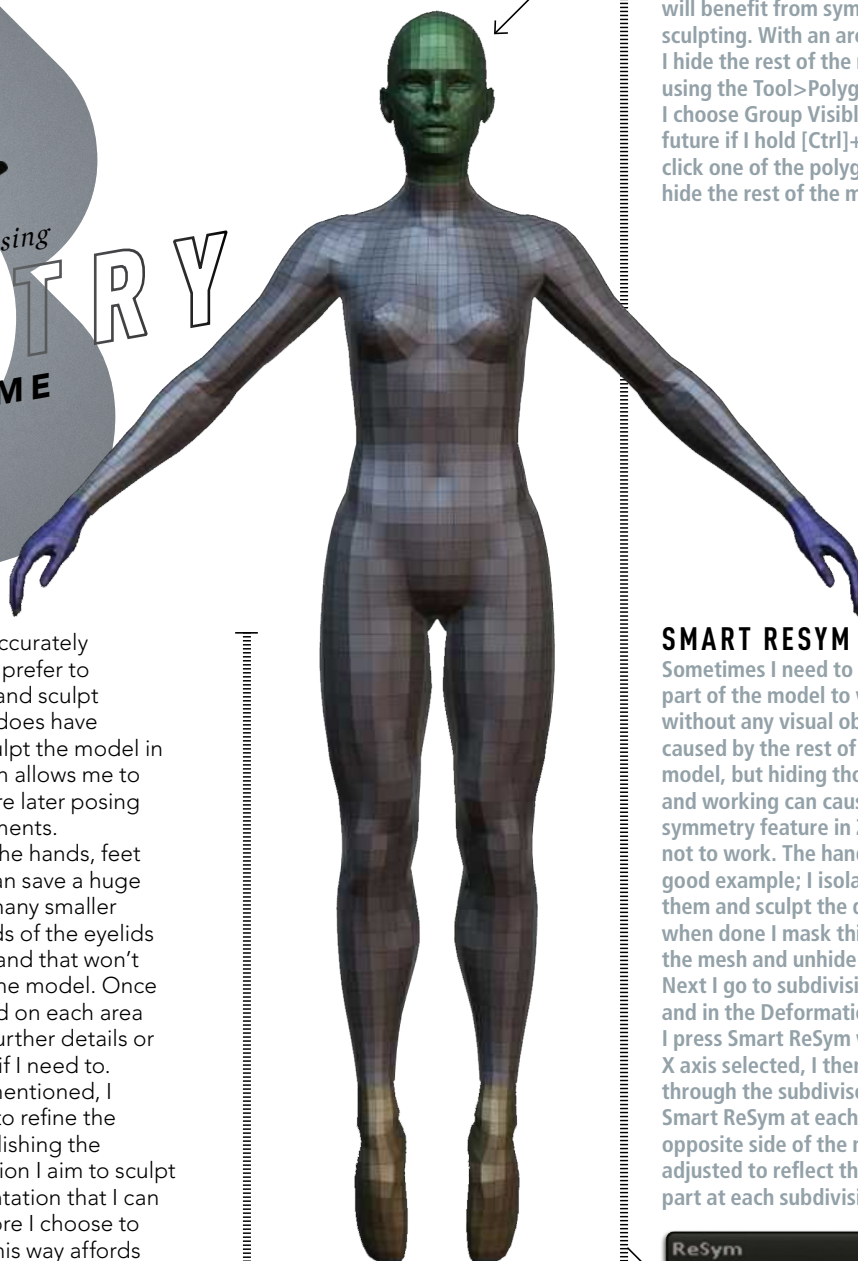 sing
TRY
ME
ccurately
prefer to
and sculpt
does have
ulpt the model in
n allows me to
re later posing
nents.
he hands, feet
an save a huge
many smaller
ds of the eyelids
and that won't
he model. Once
d on each area
urther details or
if I need to.
mentioned, I
to refine the
lishing the
ion I aim to sculpt
ntation that I can
ore I choose to
his way affords
will benefit from sym
sculpting. With an are
I hide the rest of the
using the Tool>Polyg
I choose Group Visibl
future if I hold [Ctrl]+
click one of the polyg
hide the rest of the m
SMART RESYM
Sometimes I need to
part of the model to
without any visual ob
caused by the rest of
model, but hiding tho
and working can caus
symmetry feature in
not to work. The hand
good example; I isola
them and sculpt the
when done I mask thi
the mesh and unhide
Next I go to subdivisi
and in the Deformatio
I press Smart ReSym
X axis selected, I then
through the subdivis
Smart ReSym at each
opposite side of the
adjusted to reflect th
part at each subdivisi
ReSym